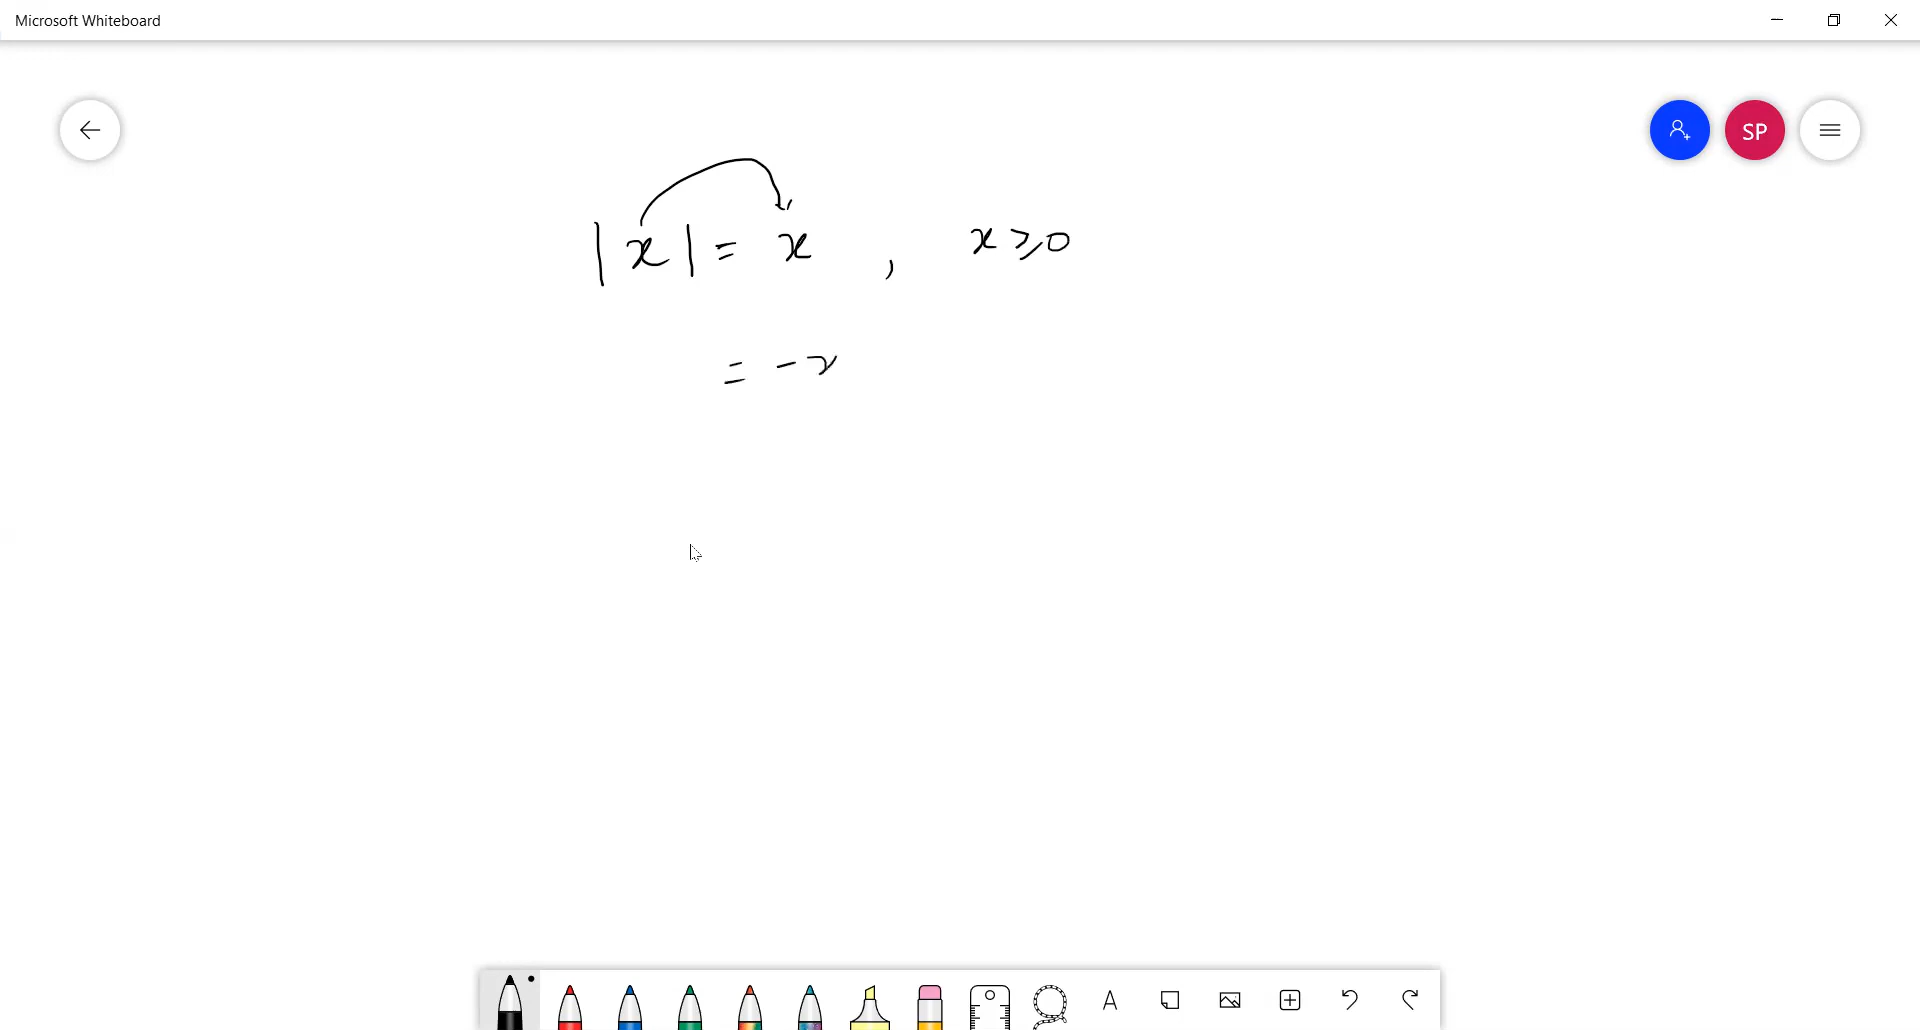 Microsoft Whiteboard
SP
|x| = x , x ⩾ 0
= -x
A